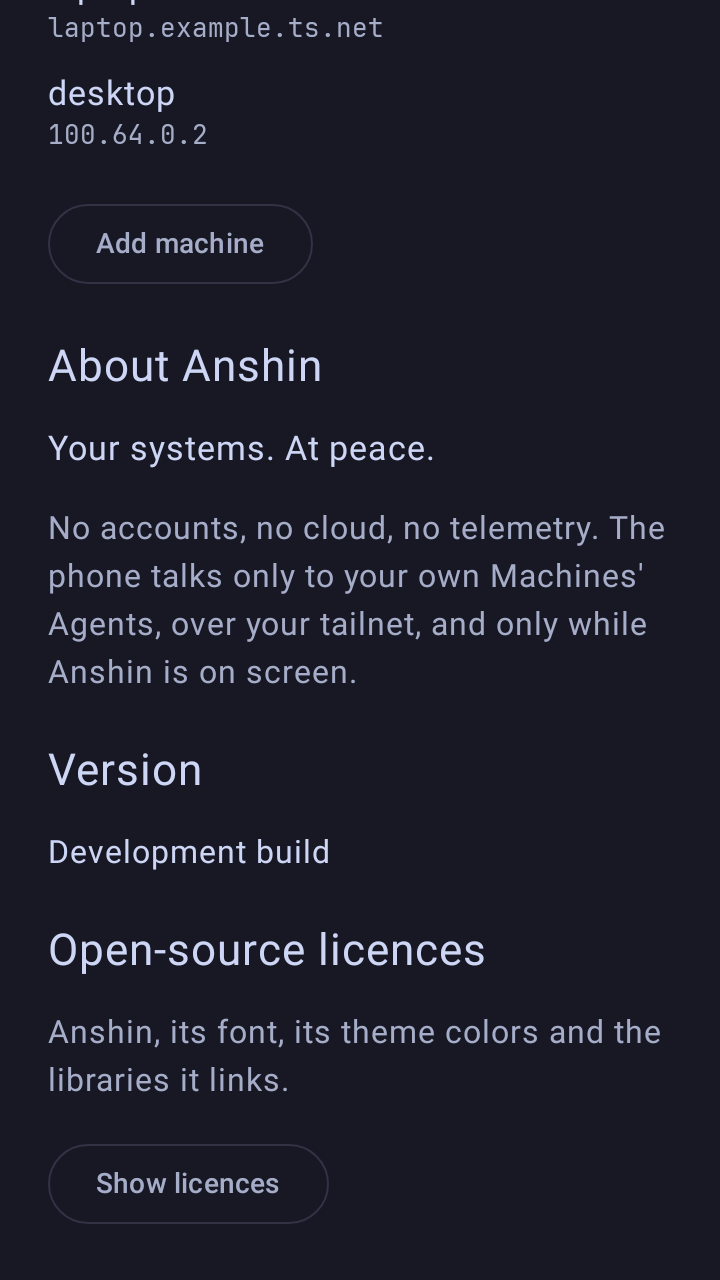 laptop.example.ts.net
desktop
100.64.0.2
Add machine
About Anshin
Your systems. At peace.
No accounts, no cloud, no telemetry. The
phone talks only to your own Machines'
Agents, over your tailnet, and only while
Anshin is on screen.
Version
Development build
Open-source licences
Anshin, its font, its theme colors and the
libraries it links.
Show licences